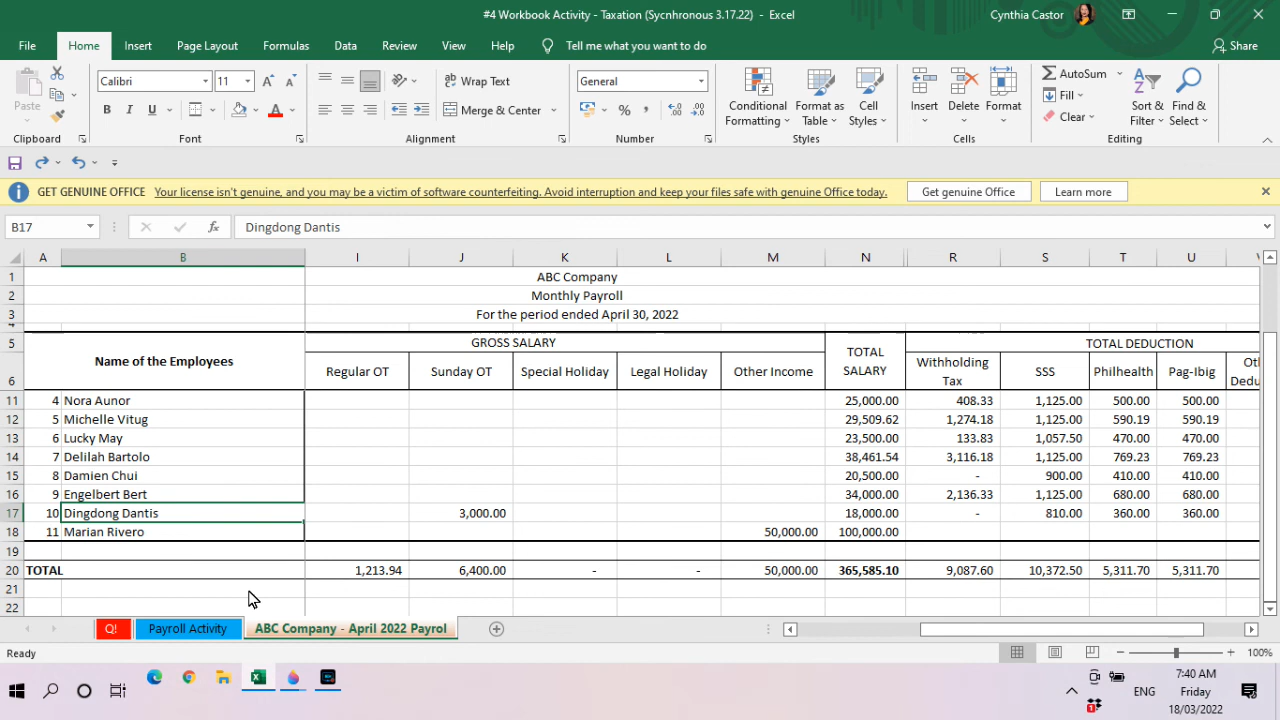 #4 Workbook Activity - Taxation (Sycnhronous 3.17.22) - Excel
Cynthia Castor
File Home Insert Page Layout Formulas Data Review View Help Tell me what you want to do Share
Paste
Calibri 11
B I U
Wrap Text
Merge & Center
General
Conditional Formatting
Format as Table
Cell Styles
Insert Delete Format
AutoSum
Fill
Clear
Sort & Filter
Find & Select
Clipboard Font Alignment Number Styles Cells Editing
GET GENUINE OFFICE Your license isn't genuine, and you may be a victim of software counterfeiting. Avoid interruption and keep your files safe with genuine Office today. Get genuine Office Learn more
B17 fx Dingdong Dantis
A B I J K L M N R S T U
1 ABC Company
2 Monthly Payroll
3 For the period ended April 30, 2022
5 Name of the Employees GROSS SALARY TOTAL SALARY TOTAL DEDUCTION
6 Regular OT Sunday OT Special Holiday Legal Holiday Other Income Withholding Tax SSS Philhealth Pag-Ibig
11 4 Nora Aunor 25,000.00 408.33 1,125.00 500.00 500.00
12 5 Michelle Vitug 29,509.62 1,274.18 1,125.00 590.19 590.19
13 6 Lucky May 23,500.00 133.83 1,057.50 470.00 470.00
14 7 Delilah Bartolo 38,461.54 3,116.18 1,125.00 769.23 769.23
15 8 Damien Chui 20,500.00 - 900.00 410.00 410.00
16 9 Engelbert Bert 34,000.00 2,136.33 1,125.00 680.00 680.00
17 10 Dingdong Dantis 3,000.00 18,000.00 - 810.00 360.00 360.00
18 11 Marian Rivero 50,000.00 100,000.00
19
20 TOTAL 1,213.94 6,400.00 - - 50,000.00 365,585.10 9,087.60 10,372.50 5,311.70 5,311.70
21
22
Q! Payroll Activity ABC Company - April 2022 Payrol
Ready 100%
7:40 AM
ENG Friday
18/03/2022